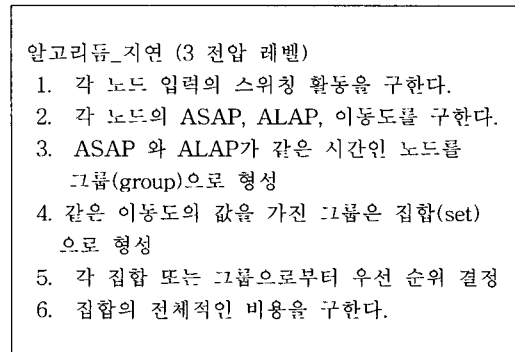 알고리듬_지연 (3 전압 레벨)
1. 각 노드 입력의 스위칭 활동을 구한다.
2. 각 노드의 ASAP, ALAP, 이동도를 구한다.
3. ASAP 와 ALAP가 같은 시간인 노드를
그룹(group)으로 형성
4. 같은 이동도의 값을 가진 그룹은 집합(set)
으로 형성
5. 각 집합 또는 그룹으로부터 우선 순위 결정
6. 집합의 전체적인 비용을 구한다.